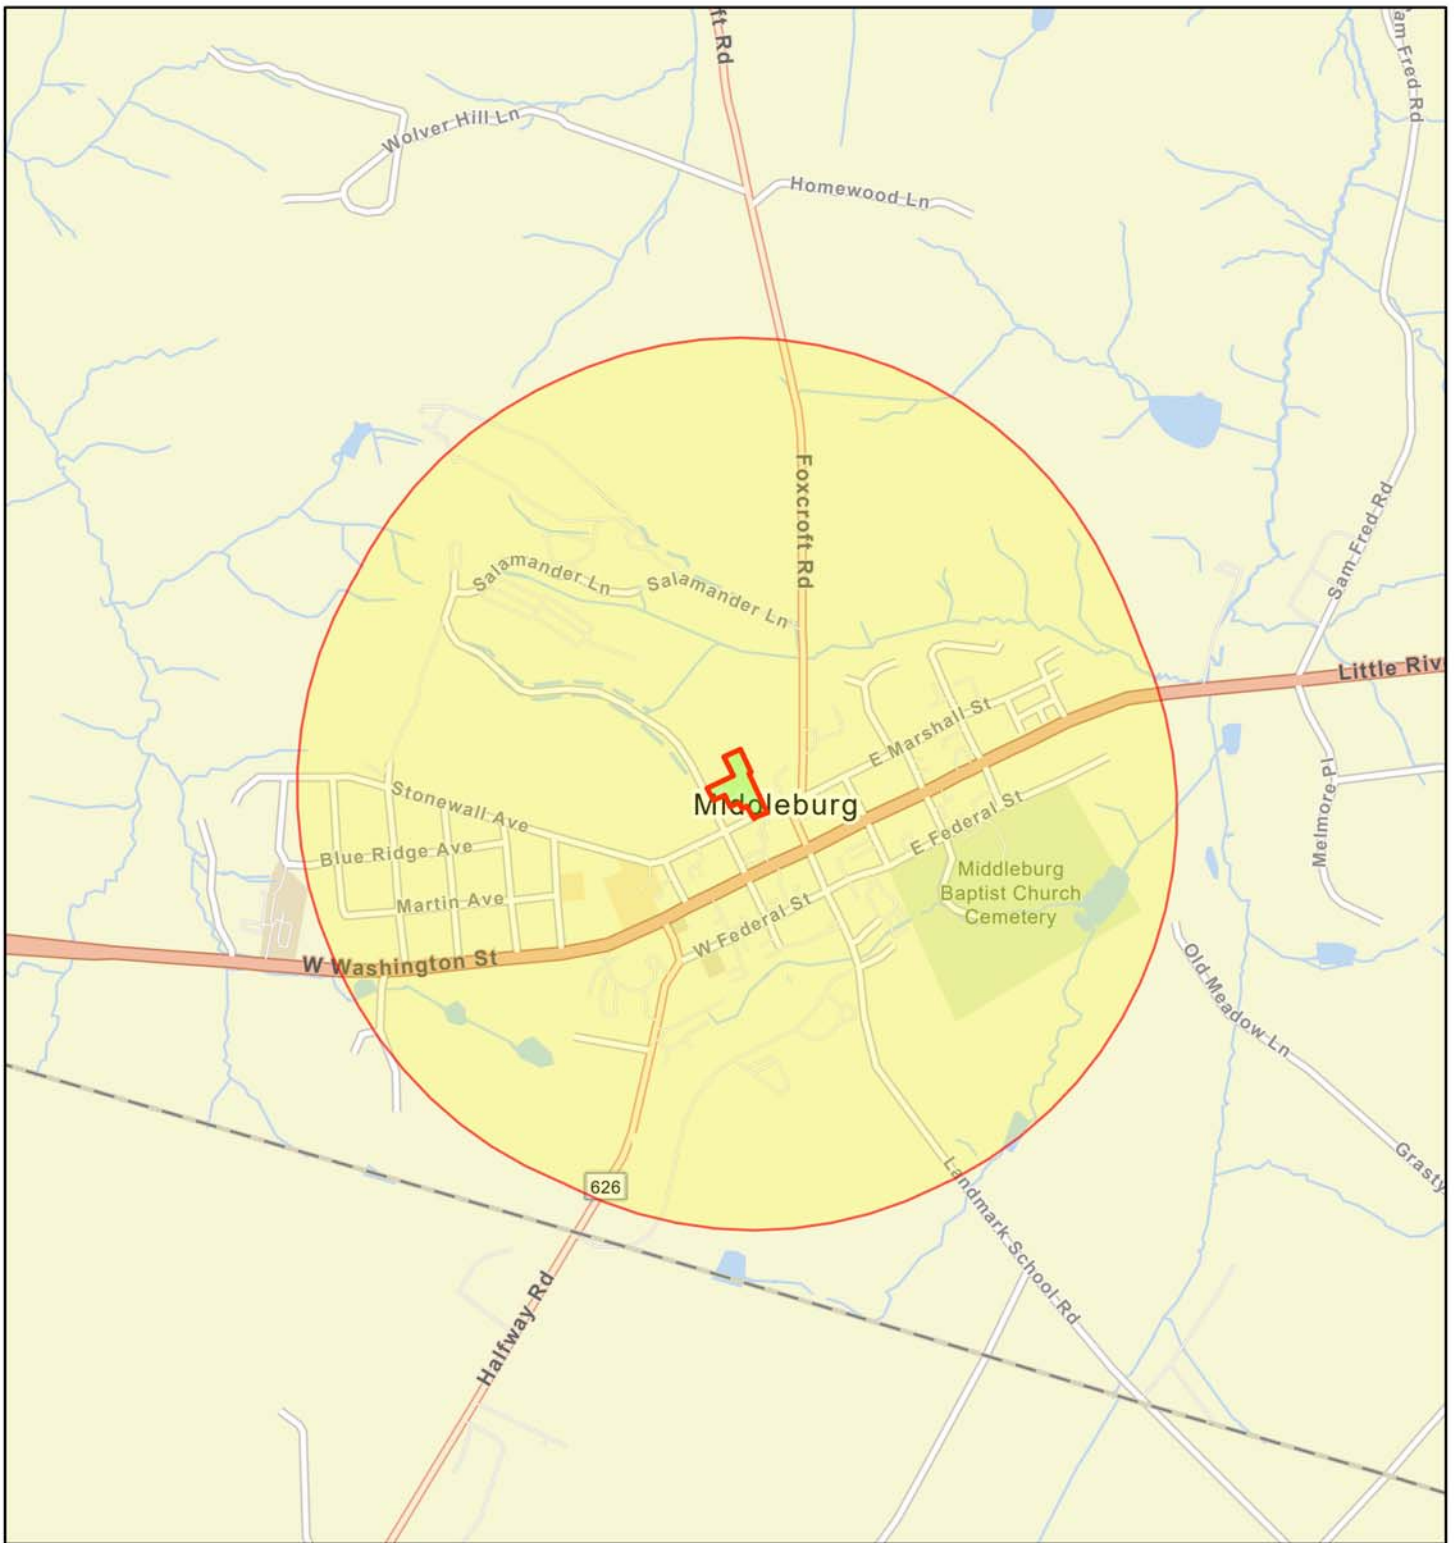 ft Rd
am Fred Rd
Wolver Hill Ln
Homewood Ln
Foxcroft Rd
Sam Fred Rd
Salamander Ln
Salamander Ln
Little Riv
E Marshall St
Stonewall Ave
Middleburg
Melmore Pl
Blue Ridge Ave
E Federal St
Middleburg
Baptist Church
Cemetery
Martin Ave
W Federal St
W Washington St
Old Meadow Ln
Grasty
626
Landmark School Rd
Halfway Rd